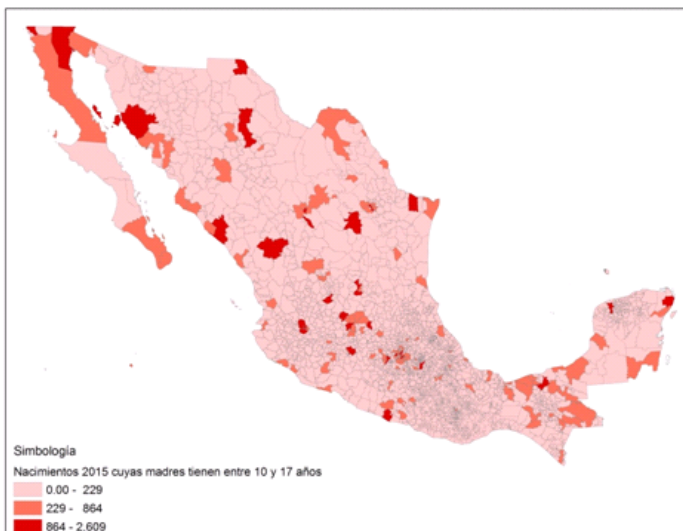 Simbología
Nacimientos 2015 cuyas madres tienen entre 10 y 17 años
0.00 - 229
229 - 864
864 - 2,609